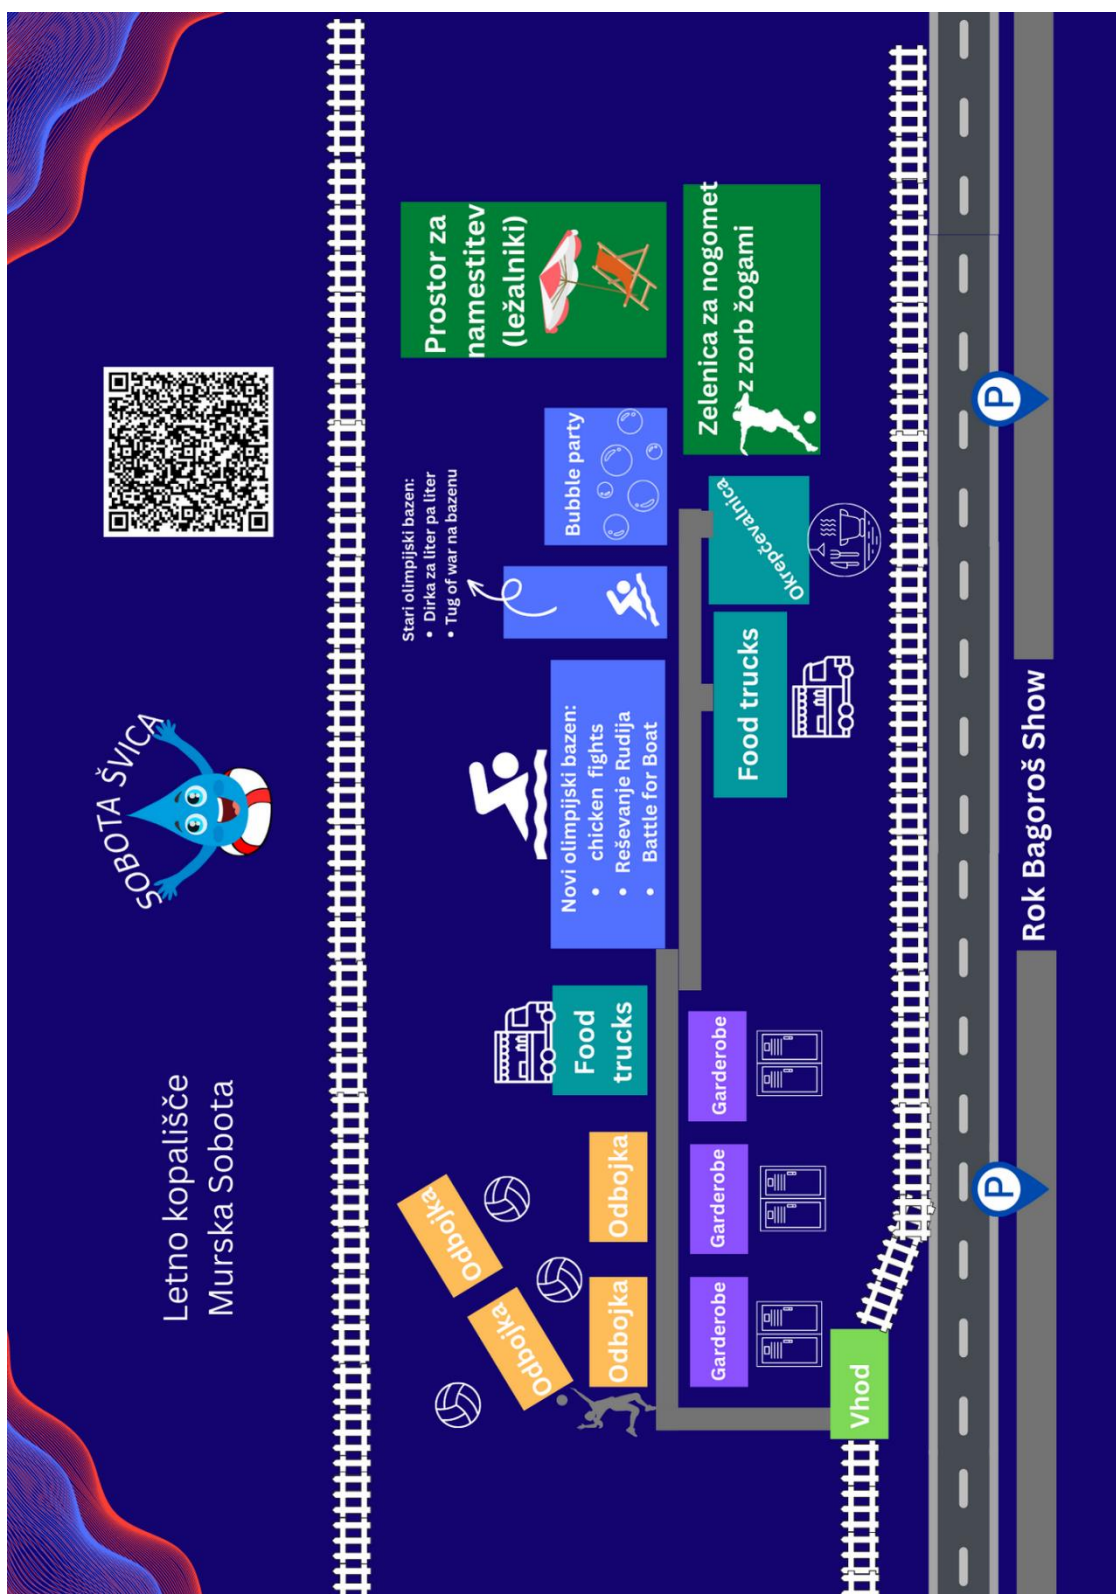 Letno kopališče
Murska Sobota
SOBOTA ŠVICA
Stari olimpijski bazen:
• Dirka za liter pa liter
• Tug of war na bazenu
Prostor za
namestitev
(ležalniki)
Odbojka
Odbojka
Odbojka
Odbojka
Food
trucks
Novi olimpijski bazen:
• chicken fights
• Reševanje Rudija
• Battle for Boat
Bubble party
Zelenica za nogomet
z zorb žogami
Garderobe
Garderobe
Garderobe
Food trucks
Okrepčevalnica
Vhod
P
P
Rok Bagoroš Show